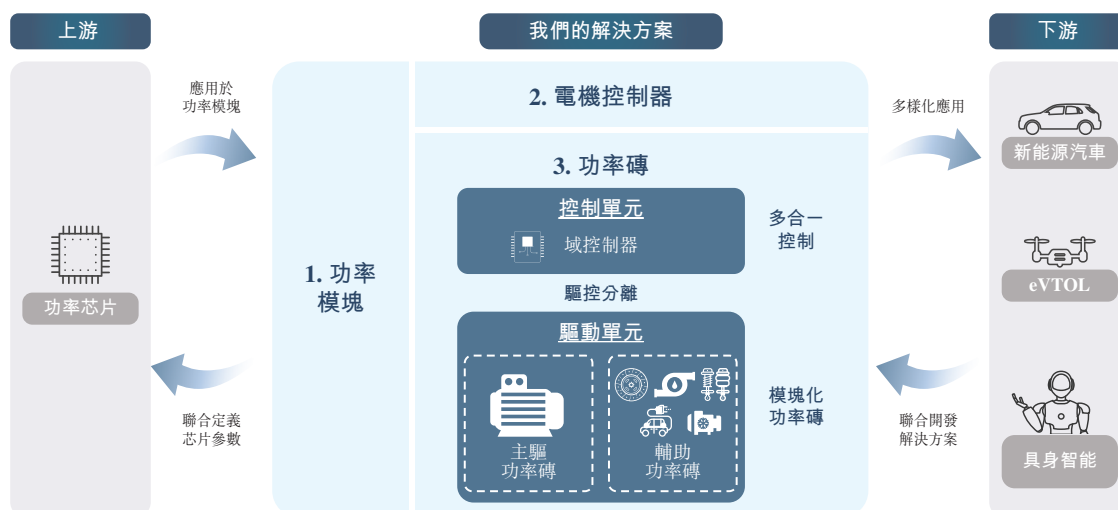 上游
我們的解決方案
下游
應用於
功率模塊
功率芯片
聯合定義
芯片參數
1. 功率
模塊
2. 電機控制器
3. 功率磚
控制單元
域控制器
多合一
控制
驅控分離
驅動單元
主驅
功率磚
輔助
功率磚
模塊化
功率磚
多樣化應用
聯合開發
解決方案
新能源汽車
eVTOL
具身智能